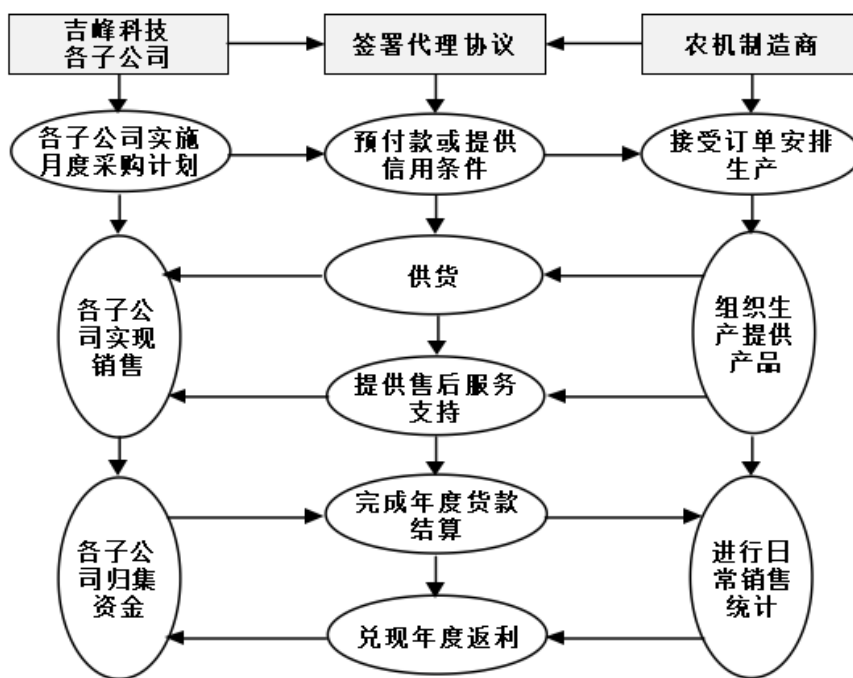 吉峰科技
各子公司
签署代理协议
农机制造商
各子公司实施
月度采购计划
预付款或提供
信用条件
接受订单安排
生产
各子公
司实现
销售
供货
组织生
产提供
产品
提供售后服务
支持
各子公
司归集
资金
完成年度货款
结算
进行日
常销售
统计
兑现年度返利